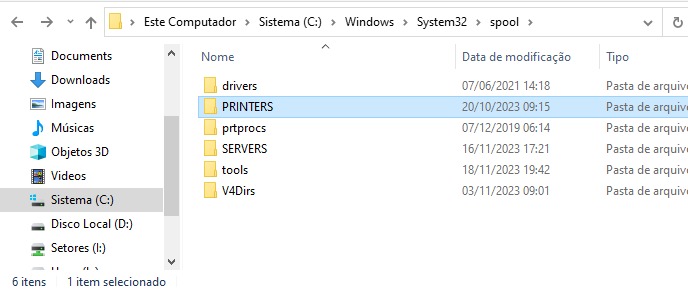 Este Computador > Sistema (C:) > Windows > System32 > spool >
Documents
Downloads
Imagens
Músicas
Objetos 3D
Videos
Sistema (C:)
Disco Local (D:)
Setores (I:)
Nome Data de modificação Tipo
drivers 07/06/2021 14:18 Pasta de arquivo
PRINTERS 20/10/2023 09:15 Pasta de arquivo
prtprocs 07/12/2019 06:14 Pasta de arquivo
SERVERS 16/11/2023 17:21 Pasta de arquivo
tools 18/11/2023 19:42 Pasta de arquivo
V4Dirs 03/11/2023 09:01 Pasta de arquivo
6 itens 1 item selecionado